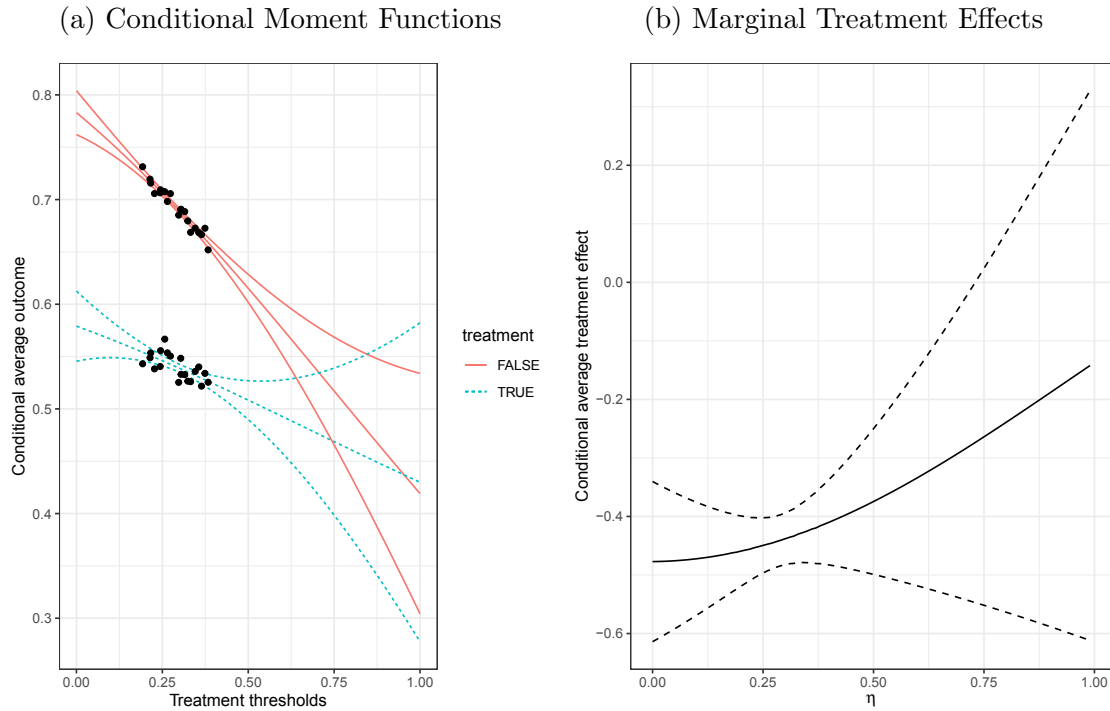 (a) Conditional Moment Functions
(b) Marginal Treatment Effects
Conditional average outcome
0.8
0.7
0.6
0.5
0.4
0.3
0.00
0.25
0.50
0.75
1.00
Treatment thresholds
treatment
FALSE
TRUE
Conditional average treatment effect
0.2
0.0
−0.2
−0.4
−0.6
0.00
0.25
0.50
0.75
1.00
η